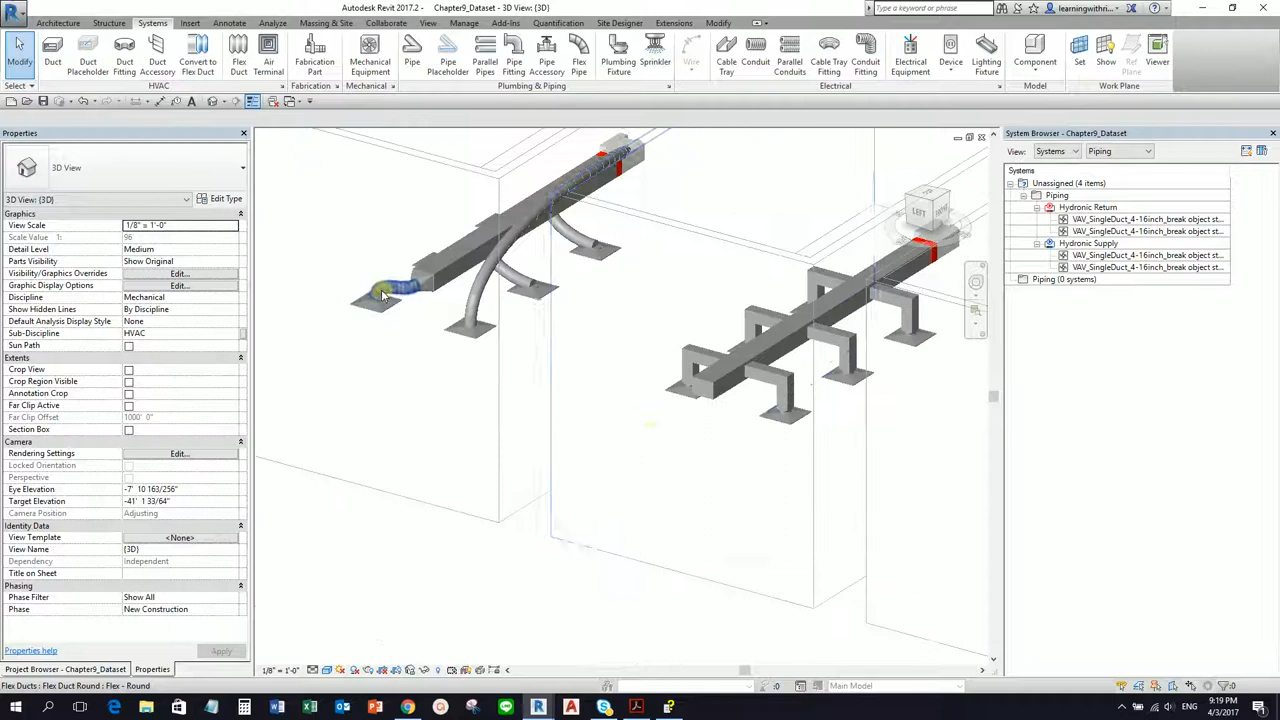 Autodesk Revit 2017.2 - Chapter9_Dataset - 3D View: {3D}
Type a keyword or phrase
learningwithri...
Architecture Structure Systems Insert Annotate Analyze Massing & Site Collaborate View Manage Add-Ins Quantification Site Designer Extensions Modify
Modify
Duct
Duct Placeholder
Duct Fitting
Duct Accessory
Convert to Flex Duct
Flex Duct
Air Terminal
Fabrication Part
Mechanical Equipment
Pipe
Pipe Placeholder
Parallel Pipes
Pipe Fitting
Pipe Accessory
Flex Pipe
Plumbing Fixture
Sprinkler
Wire
Cable Tray
Conduit
Parallel Conduits
Cable Tray Fitting
Conduit Fitting
Electrical Equipment
Device
Lighting Fixture
Component
Set
Show
Ref Plane
Viewer
Select HVAC Fabrication Mechanical Plumbing & Piping Electrical Model Work Plane
Properties
3D View
3D View: {3D} Edit Type
Graphics
View Scale 1/8" = 1'-0"
Scale Value 1: 96
Detail Level Medium
Parts Visibility Show Original
Visibility/Graphics Overrides Edit...
Graphic Display Options Edit...
Discipline Mechanical
Show Hidden Lines By Discipline
Default Analysis Display Style None
Sub-Discipline HVAC
Sun Path
Extents
Crop View
Crop Region Visible
Annotation Crop
Far Clip Active
Far Clip Offset 1000' 0"
Section Box
Camera
Rendering Settings Edit...
Locked Orientation
Perspective
Eye Elevation -7' 10 163/256"
Target Elevation -41' 1 33/64"
Camera Position Adjusting
Identity Data
View Template <None>
View Name {3D}
Dependency Independent
Title on Sheet
Phasing
Phase Filter Show All
Phase New Construction
Properties help Apply
Project Browser - Chapter9_Dataset Properties
LEFT
System Browser - Chapter9_Dataset
View: Systems Piping
Systems
Unassigned (4 items)
Piping
Hydronic Return
VAV_SingleDuct_4-16inch_break object st...
VAV_SingleDuct_4-16inch_break object st...
Hydronic Supply
VAV_SingleDuct_4-16inch_break object st...
VAV_SingleDuct_4-16inch_break object st...
Piping (0 systems)
1/8" = 1'-0"
Flex Ducts : Flex Duct Round : Flex - Round
:0
Main Model
:0
ENG
9:19 PM
4/3/2017